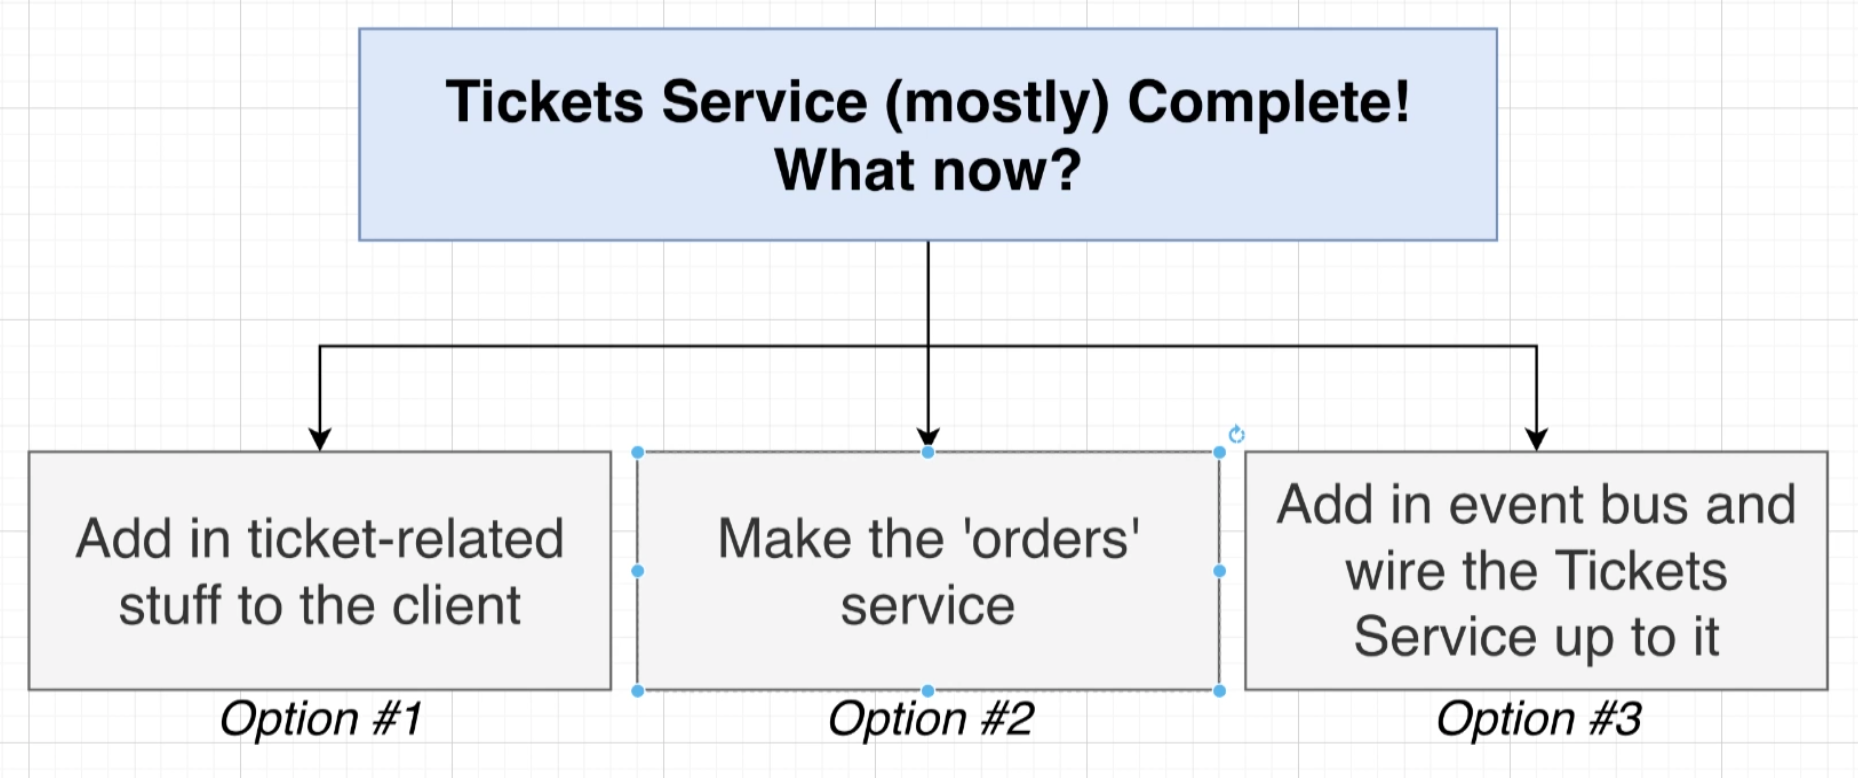 Tickets Service (mostly) Complete!
What now?
Add in ticket-related
stuff to the client
Option #1
Make the 'orders'
service
Option #2
Add in event bus and
wire the Tickets
Service up to it
Option #3